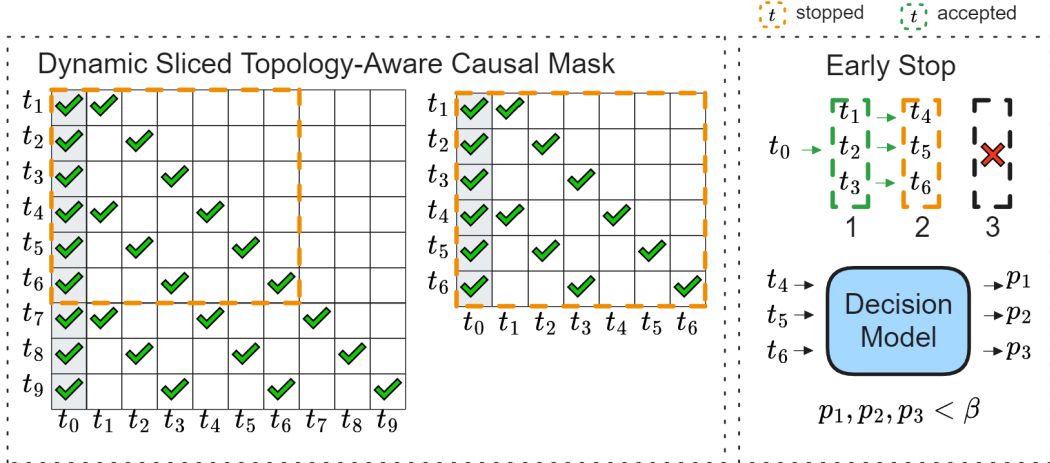 t stopped t accepted
Dynamic Sliced Topology-Aware Causal Mask
t₁
t₂
t₃
t₄
t₅
t₆
t₇
t₈
t₉
t₀ t₁ t₂ t₃ t₄ t₅ t₆ t₇ t₈ t₉
t₁
t₂
t₃
t₄
t₅
t₆
t₀ t₁ t₂ t₃ t₄ t₅ t₆
Early Stop
t₁ t₄
t₀ t₂ t₅
t₃ t₆
1 2 3
t₄ p₁
t₅ p₂
t₆ p₃
Decision
Model
p₁, p₂, p₃ < β